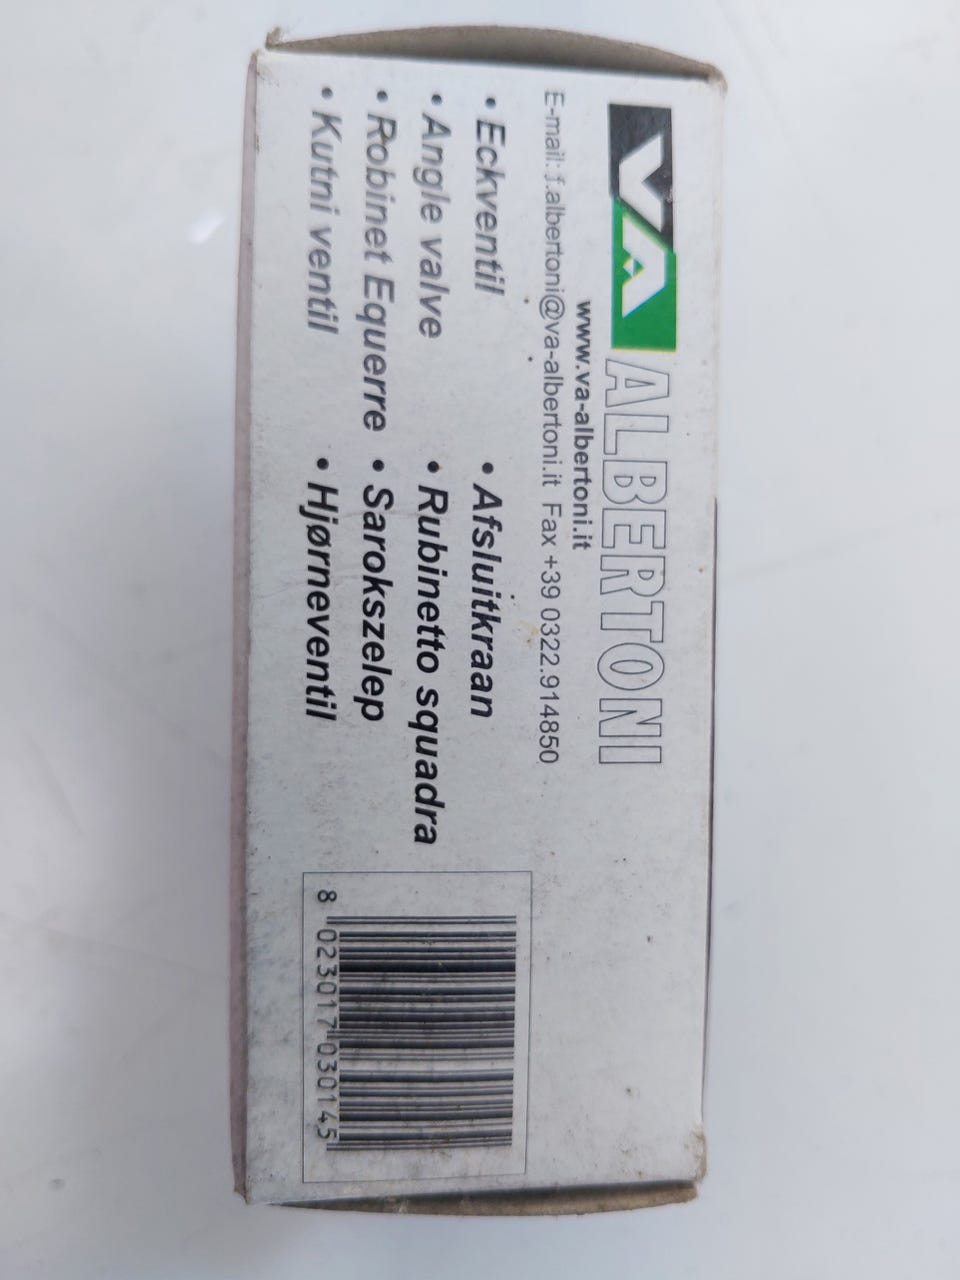 VA ALBERTONI
www.va-albertoni.it
E-mail: f.albertoni@va-albertoni.it Fax +39 0322.914850
• Eckventil • Afsluitkraan
• Angle valve • Rubinetto squadra
• Robinet Equerre • Sarokszelep
• Kutni ventil • Hjørneventil
8 023017 030145